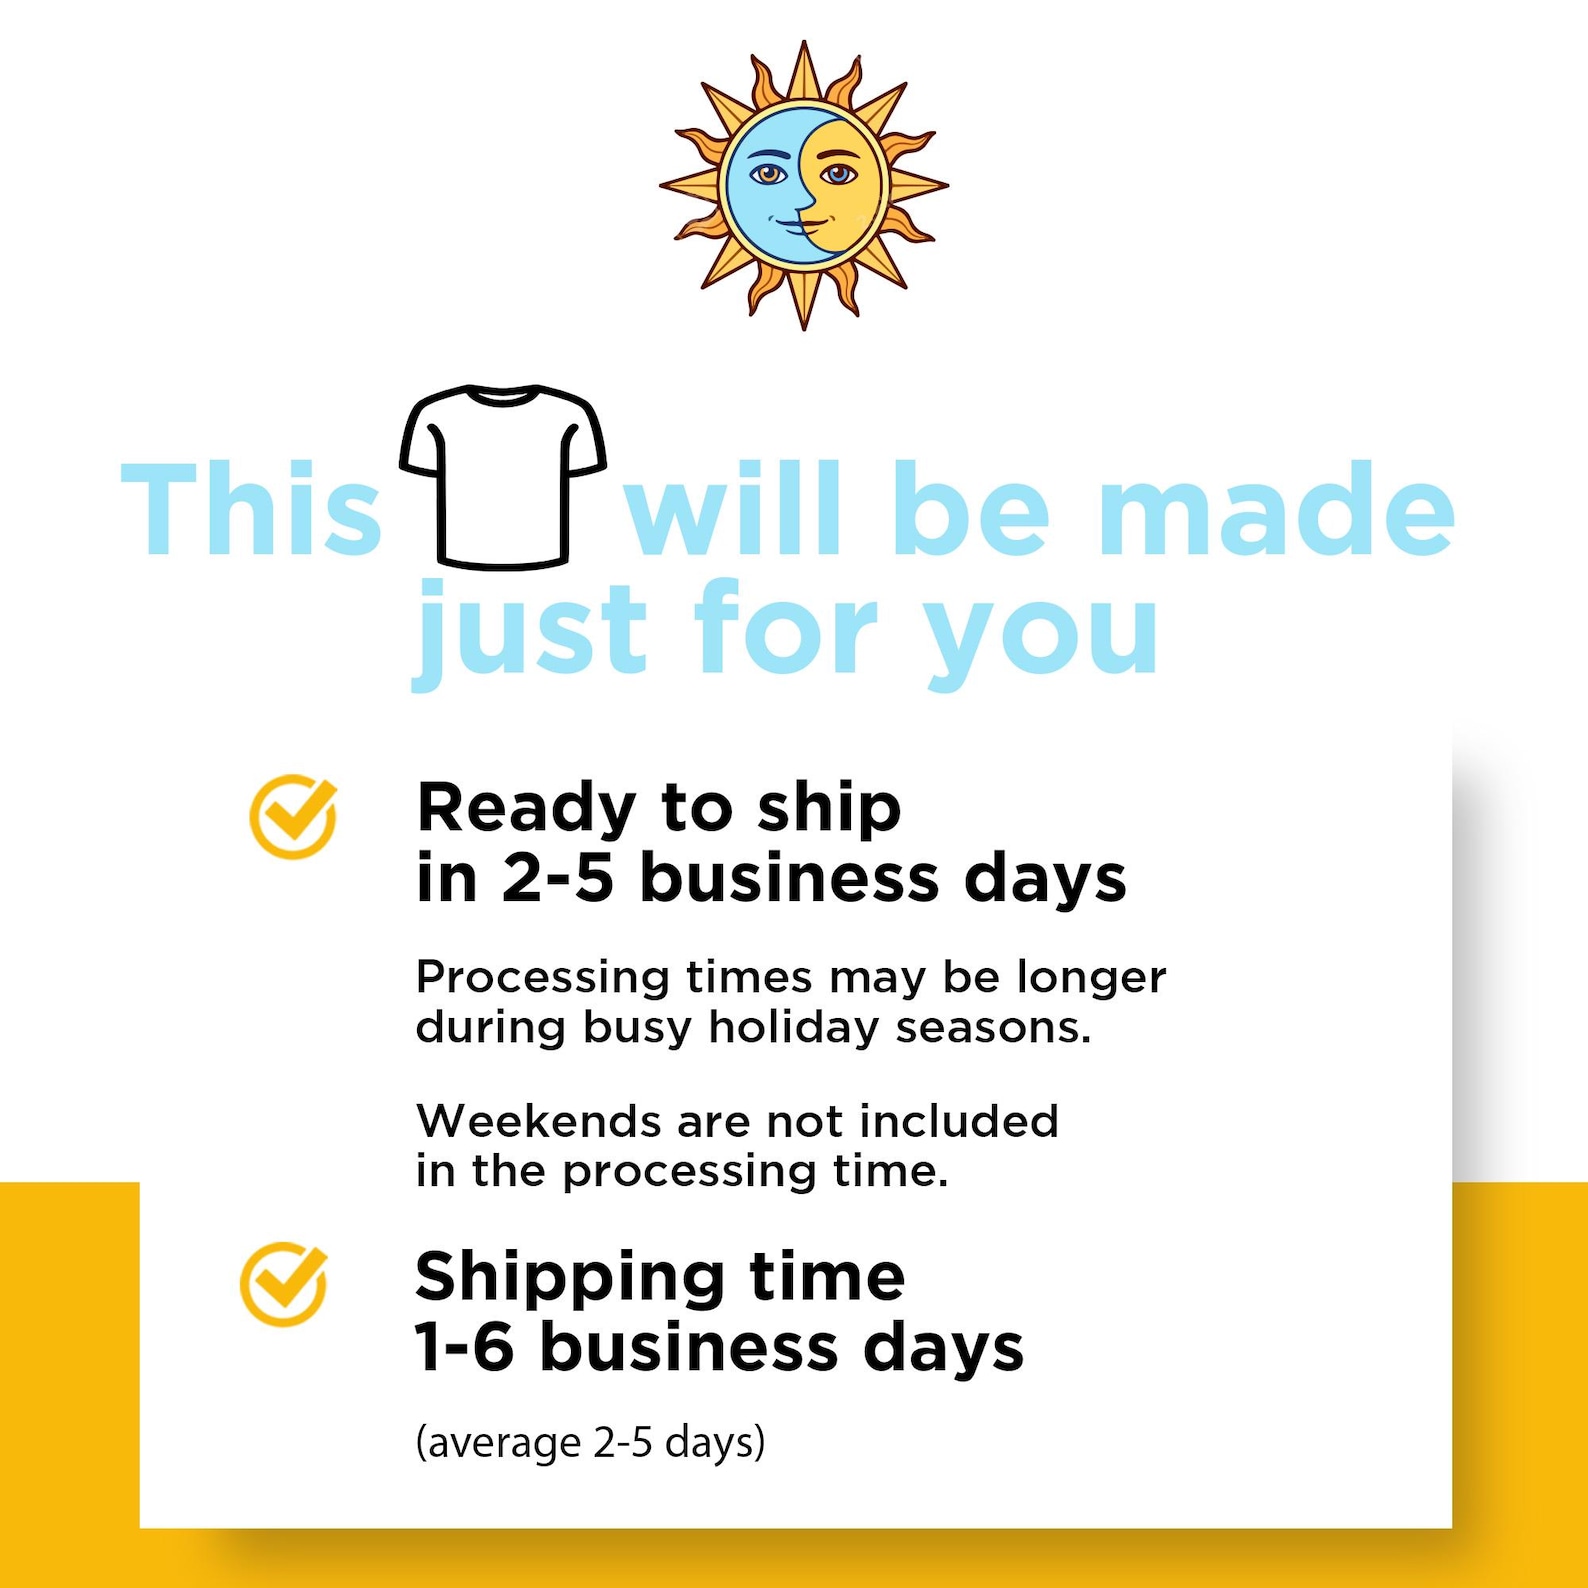 This will be made
just for you
Ready to ship
in 2-5 business days
Processing times may be longer
during busy holiday seasons.
Weekends are not included
in the processing time.
Shipping time
1-6 business days
(average 2-5 days)